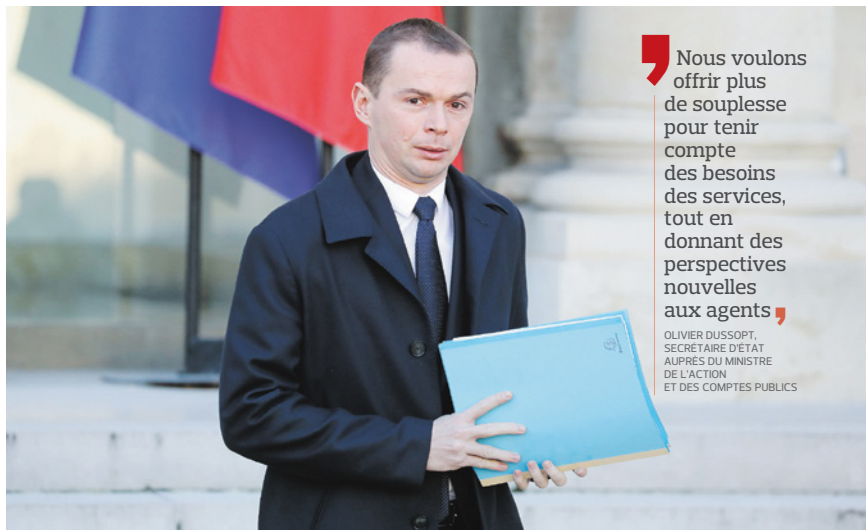 Nous voulons
offrir plus
de souplesse
pour tenir
compte
des besoins
des services,
tout en
donnant des
perspectives
nouvelles
aux agents
OLIVIER DUSSOPT,
SECRÉTAIRE D'ÉTAT
AUPRÈS DU MINISTRE
DE L'ACTION
ET DES COMPTES PUBLICS